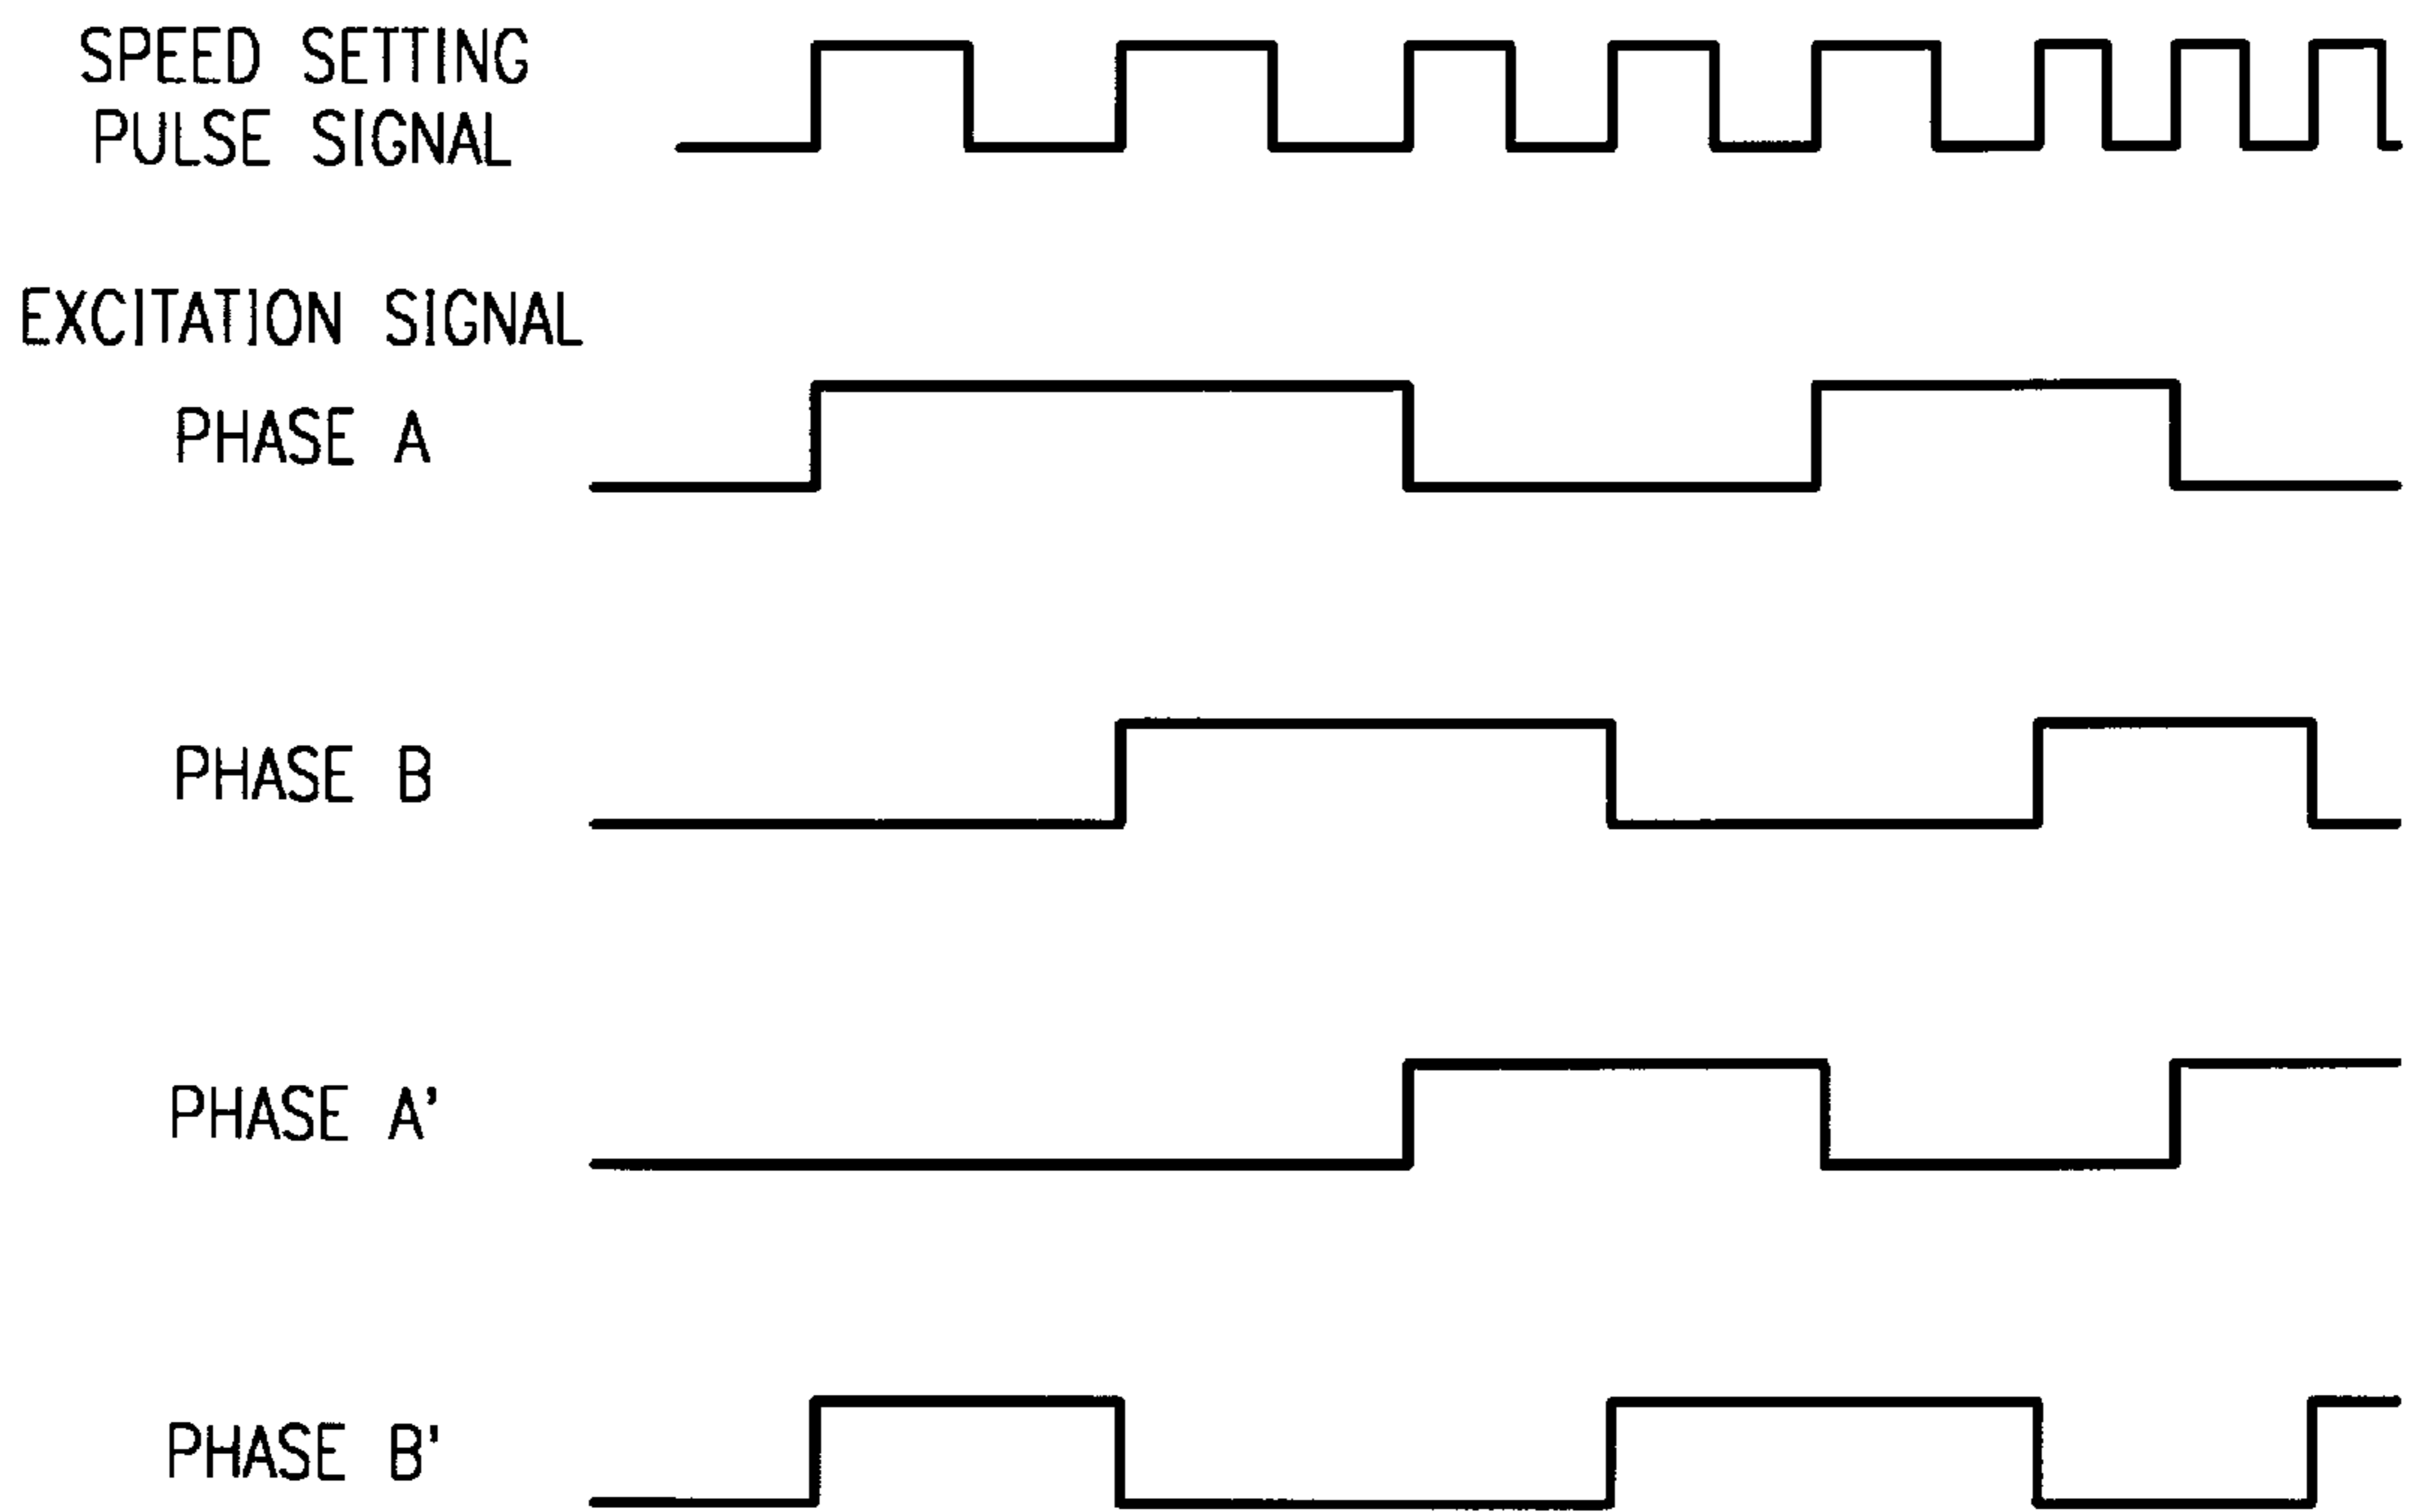 SPEED SETTING
PULSE SIGNAL
EXCITATION SIGNAL
PHASE A
PHASE B
PHASE A'
PHASE B'